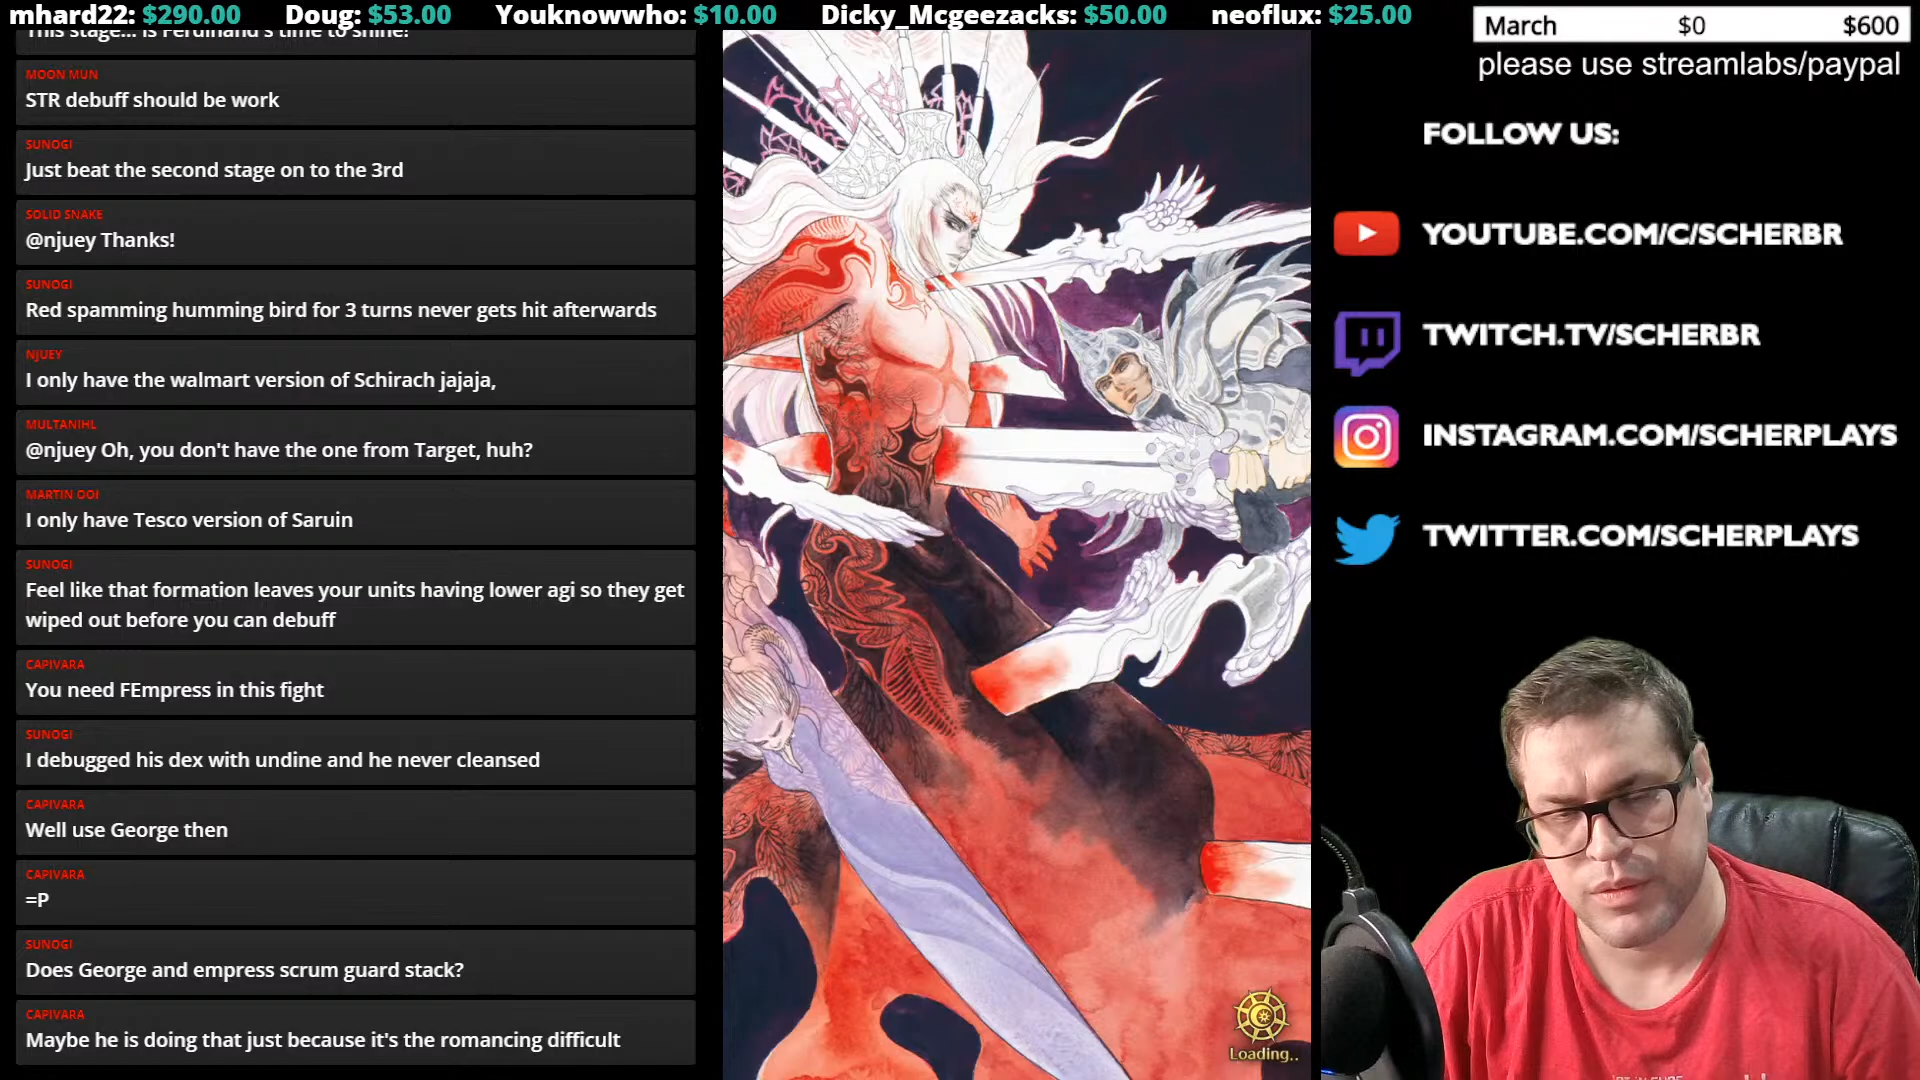 mhard22: $290.00 Doug: $53.00 Youknowwho: $10.00 Dicky_Mcgeezacks: $50.00 neoflux: $25.00
This stage... is Ferdinand's time to shine!
MOON MUN
STR debuff should be work
SUNOGI
Just beat the second stage on to the 3rd
SOLID SNAKE
@njuey Thanks!
SUNOGI
Red spamming humming bird for 3 turns never gets hit afterwards
NJUEY
I only have the walmart version of Schirach jajaja,
MULTANIHL
@njuey Oh, you don't have the one from Target, huh?
MARTIN OOI
I only have Tesco version of Saruin
SUNOGI
Feel like that formation leaves your units having lower agi so they get
wiped out before you can debuff
CAPIVARA
You need FEmpress in this fight
SUNOGI
I debugged his dex with undine and he never cleansed
CAPIVARA
Well use George then
CAPIVARA
=P
SUNOGI
Does George and empress scrum guard stack?
CAPIVARA
Maybe he is doing that just because it's the romancing difficult
Loading..
March $0 $600
please use streamlabs/paypal
FOLLOW US:
YOUTUBE.COM/C/SCHERBR
TWITCH.TV/SCHERBR
INSTAGRAM.COM/SCHERPLAYS
TWITTER.COM/SCHERPLAYS